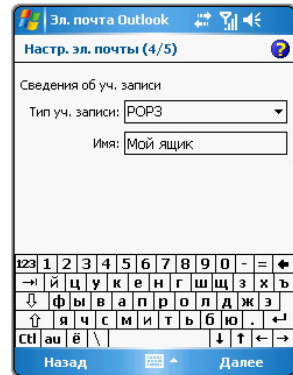 Эл. почта Outlook
Настр. эл. почты (4/5)
Сведения об уч. записи
Тип уч. записи: POP3
Имя: Мой ящик
123 1 2 3 4 5 6 7 8 9 0 - =
й ц у к е н г ш щ з х ъ
ф ы в а п р о л д ж э
я ч с м и т ь б ю .
Ctl au ё \
Назад Далее